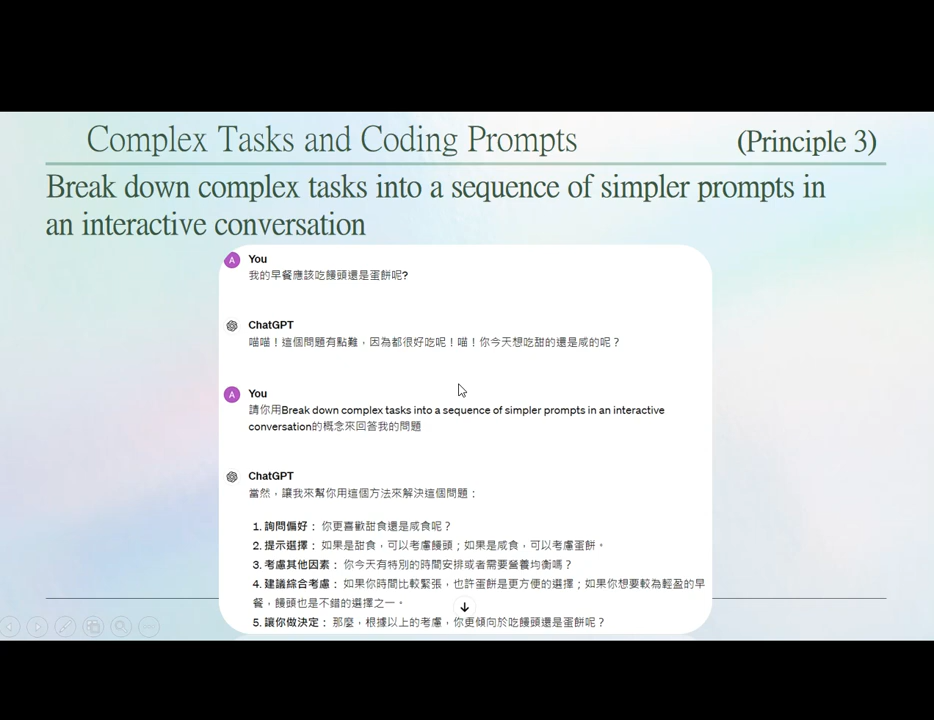 Complex Tasks and Coding Prompts
(Principle 3)
Break down complex tasks into a sequence of simpler prompts in
an interactive conversation
A
You
我的早餐應該吃饅頭還是蛋餅呢?
ChatGPT
喵喵！這個問題有點難，因為都很好吃呢！喵！你今天想吃甜的還是咸的呢？
A
You
請你用Break down complex tasks into a sequence of simpler prompts in an interactive
conversation的概念來回答我的問題
ChatGPT
當然，讓我來幫你用這個方法來解決這個問題：
1. 詢問偏好： 你更喜歡甜食還是咸食呢？
2. 提示選擇： 如果是甜食，可以考慮饅頭；如果是咸食，可以考慮蛋餅。
3. 考慮其他因素： 你今天有特別的時間安排或者需要營養均衡嗎？
4. 建議綜合考慮： 如果你時間比較緊張，也許蛋餅是更方便的選擇；如果你想要較為輕盈的早
餐，饅頭也是不錯的選擇之一。
5. 讓你做決定： 那麼，根據以上的考慮，你更傾向於吃饅頭還是蛋餅呢？